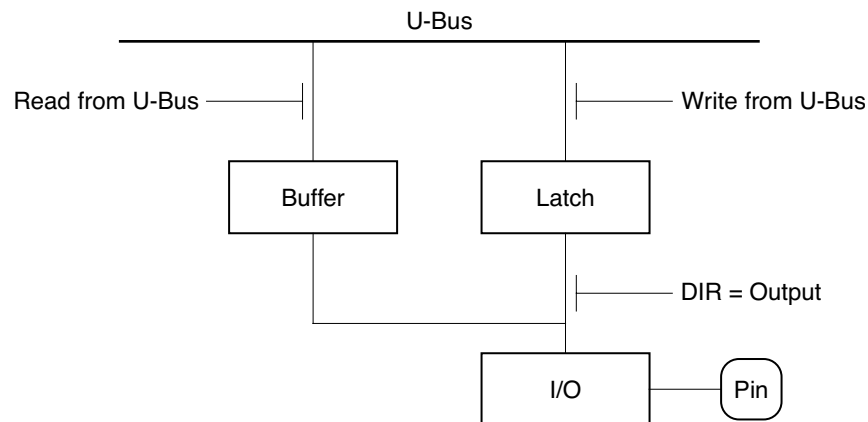 U-Bus
Read from U-Bus
Write from U-Bus
Buffer
Latch
DIR = Output
I/O
Pin